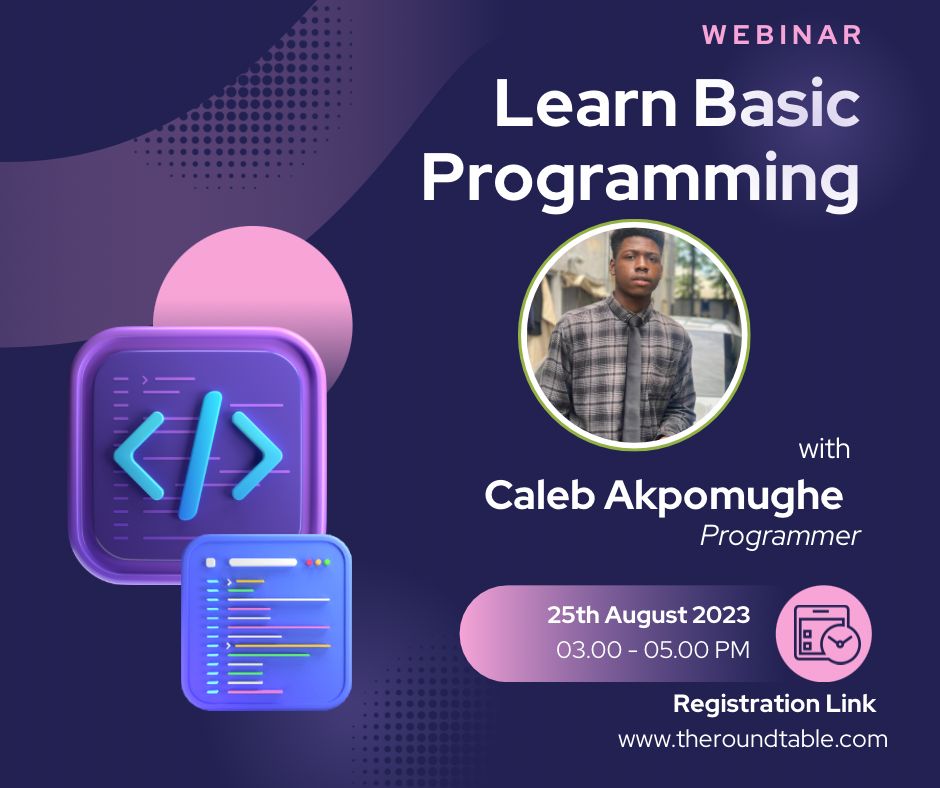 WEBINAR
Learn Basic
Programming
with
Caleb Akpomughe
Programmer
25th August 2023
03.00 - 05.00 PM
Registration Link
www.theroundtable.com